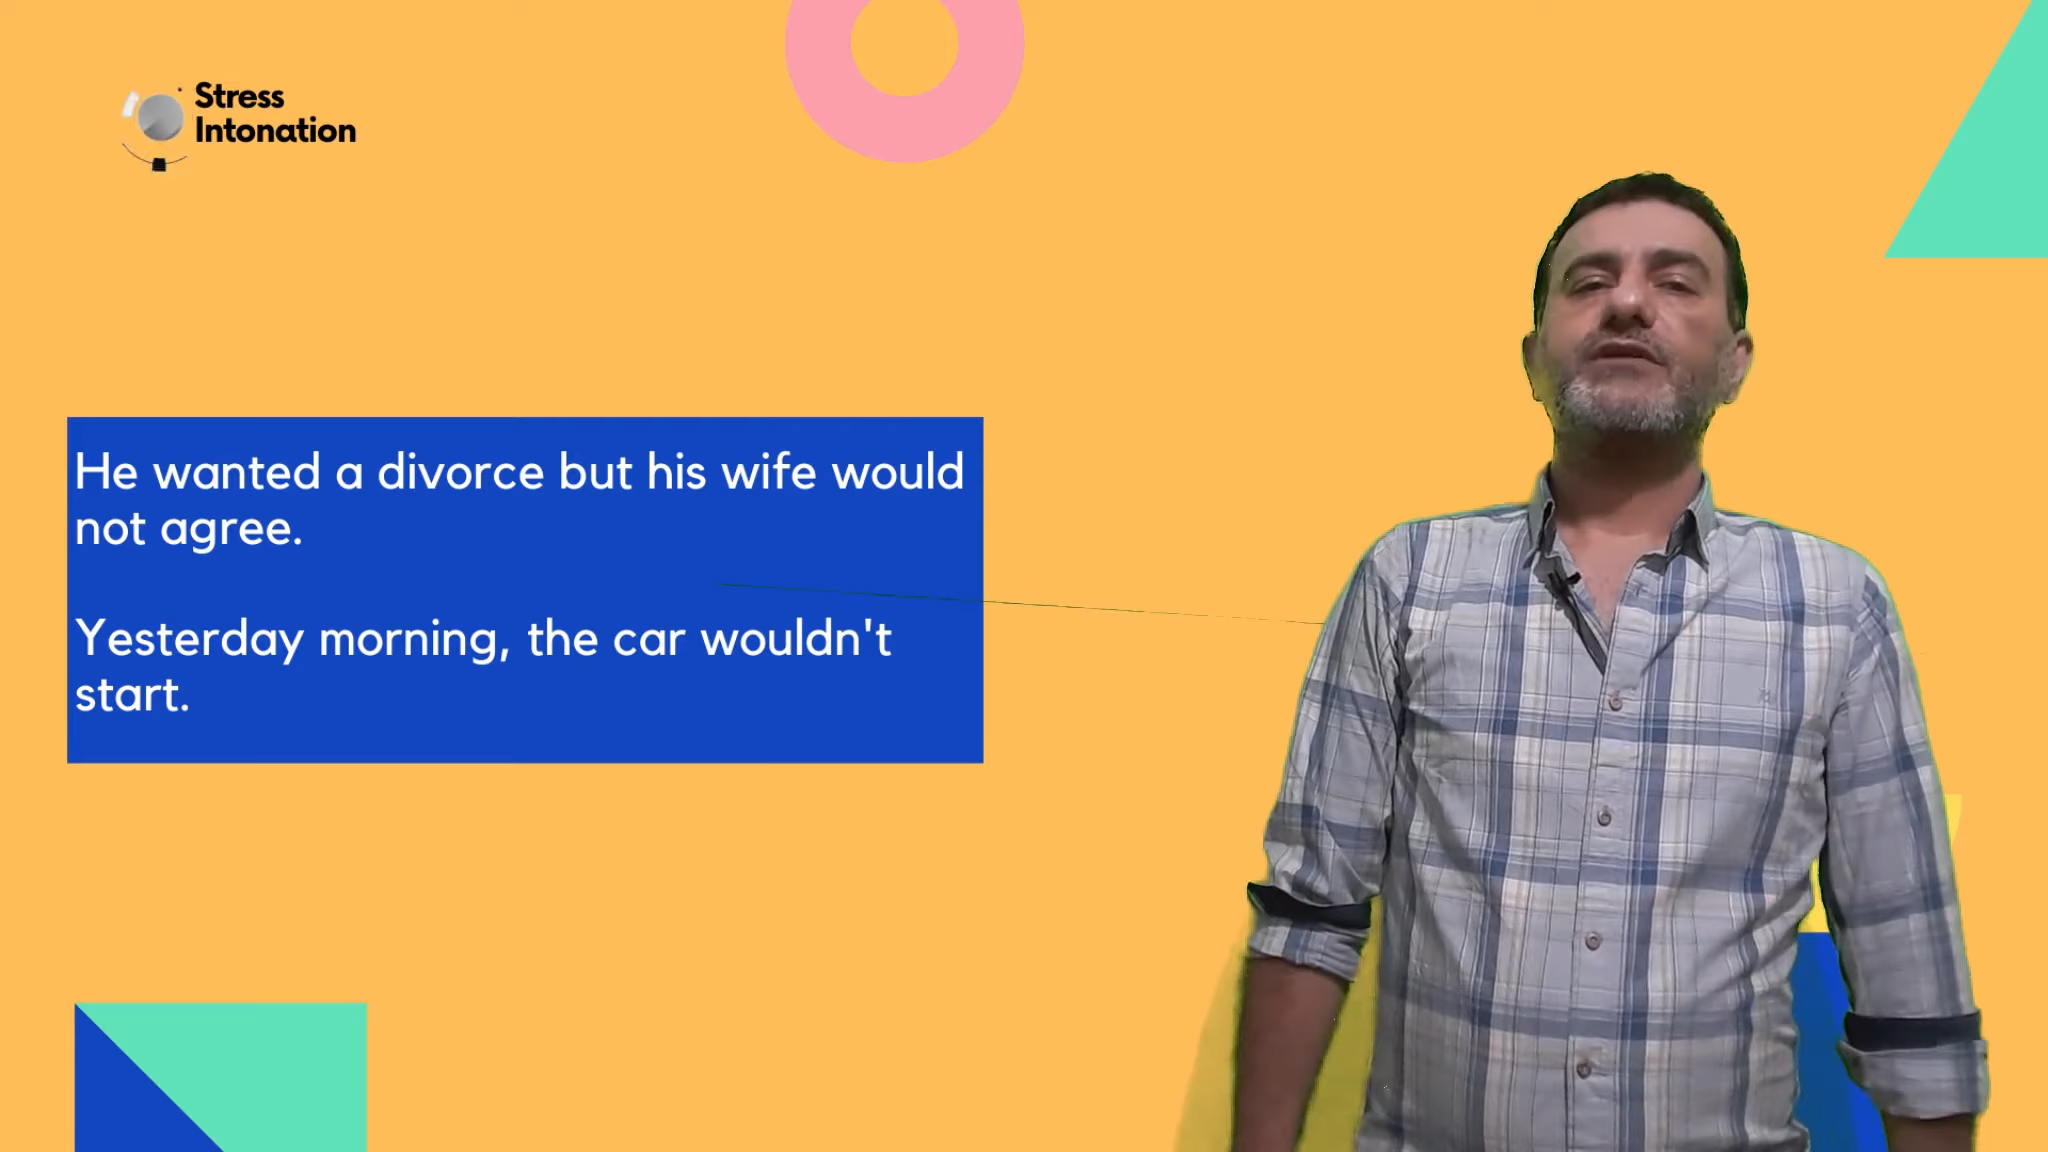 Stress
Intonation
He wanted a divorce but his wife would
not agree.
Yesterday morning, the car wouldn't
start.